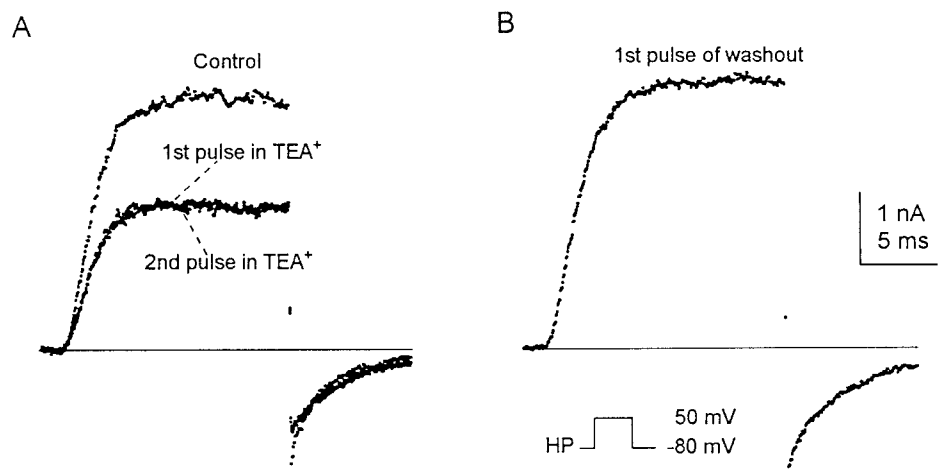 A
Control
1st pulse in TEA+
2nd pulse in TEA+
B
1st pulse of washout
1 nA
5 ms
50 mV
HP
-80 mV